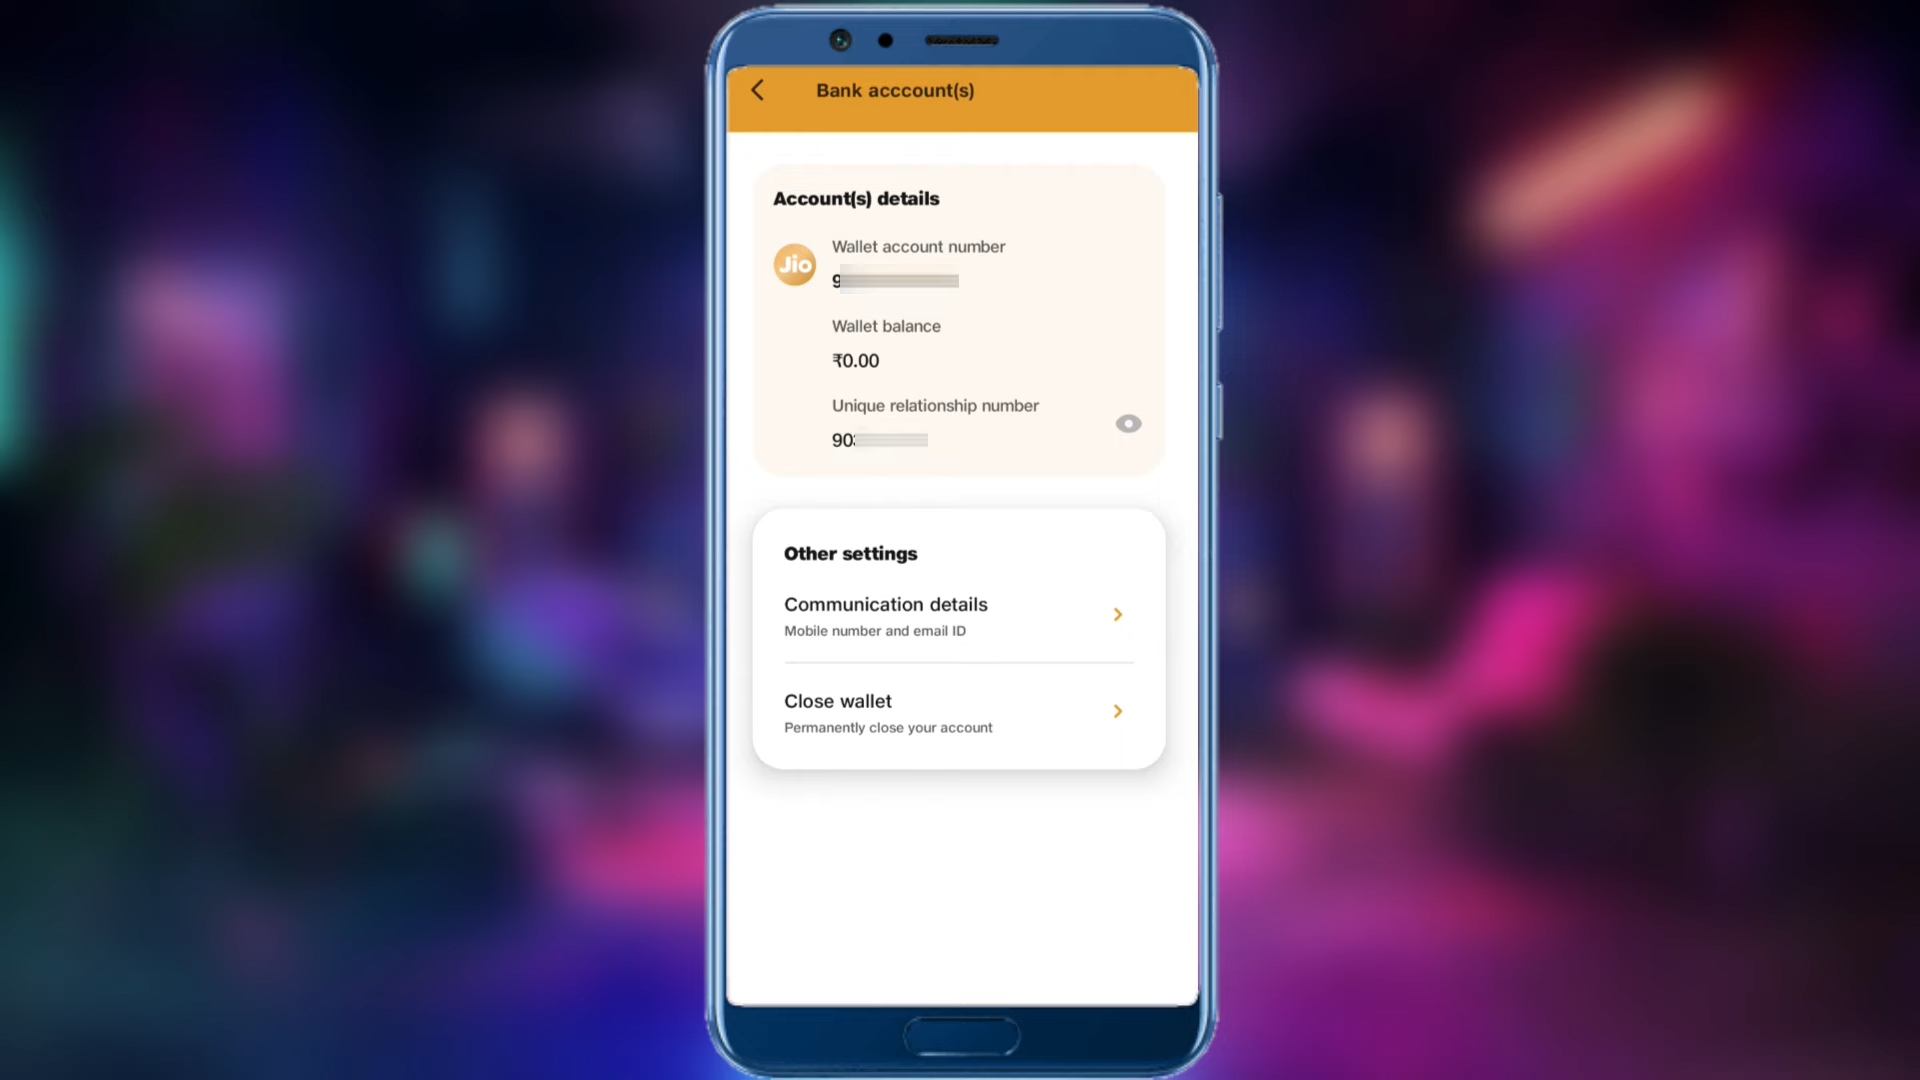 Bank acccount(s)
Account(s) details
Wallet account number
Jio
9
Wallet balance
₹0.00
Unique relationship number
90
Other settings
Communication details
Mobile number and email ID
Close wallet
Permanently close your account